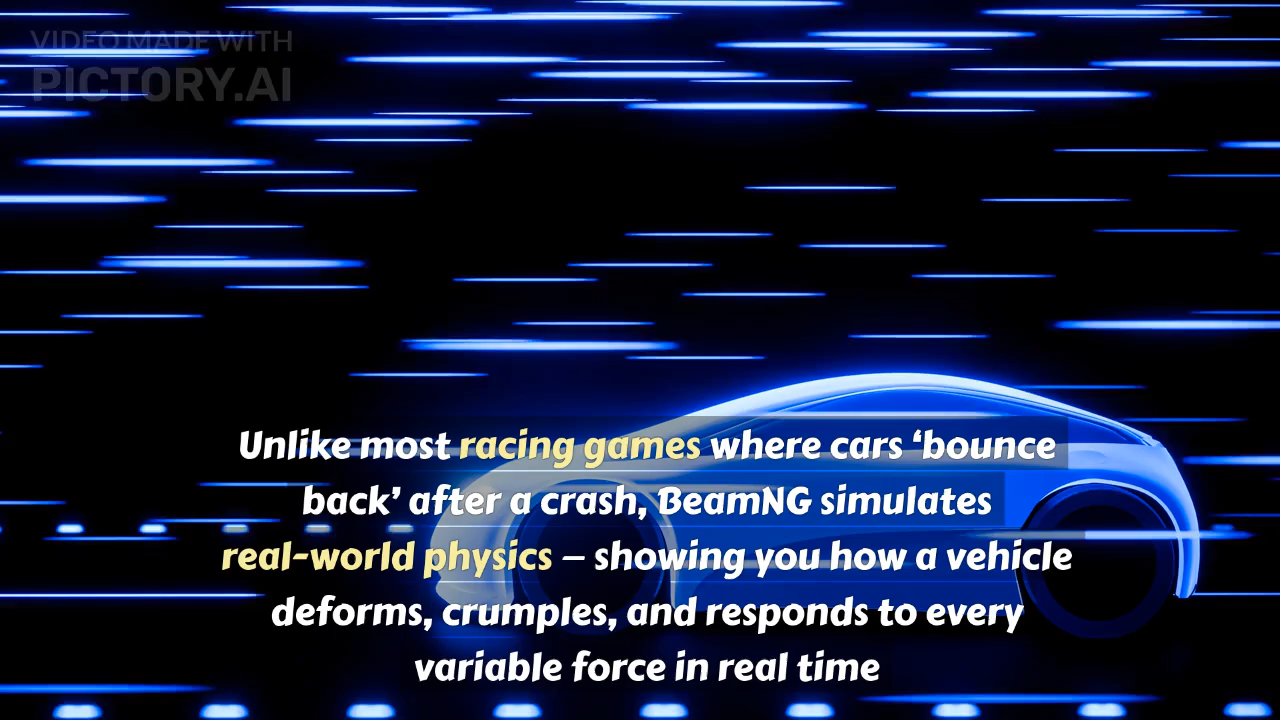 VIDEO MADE WITH
PICTORY.AI
Unlike most racing games where cars ‘bounce
back’ after a crash, BeamNG simulates
real-world physics – showing you how a vehicle
deforms, crumples, and responds to every
variable force in real time